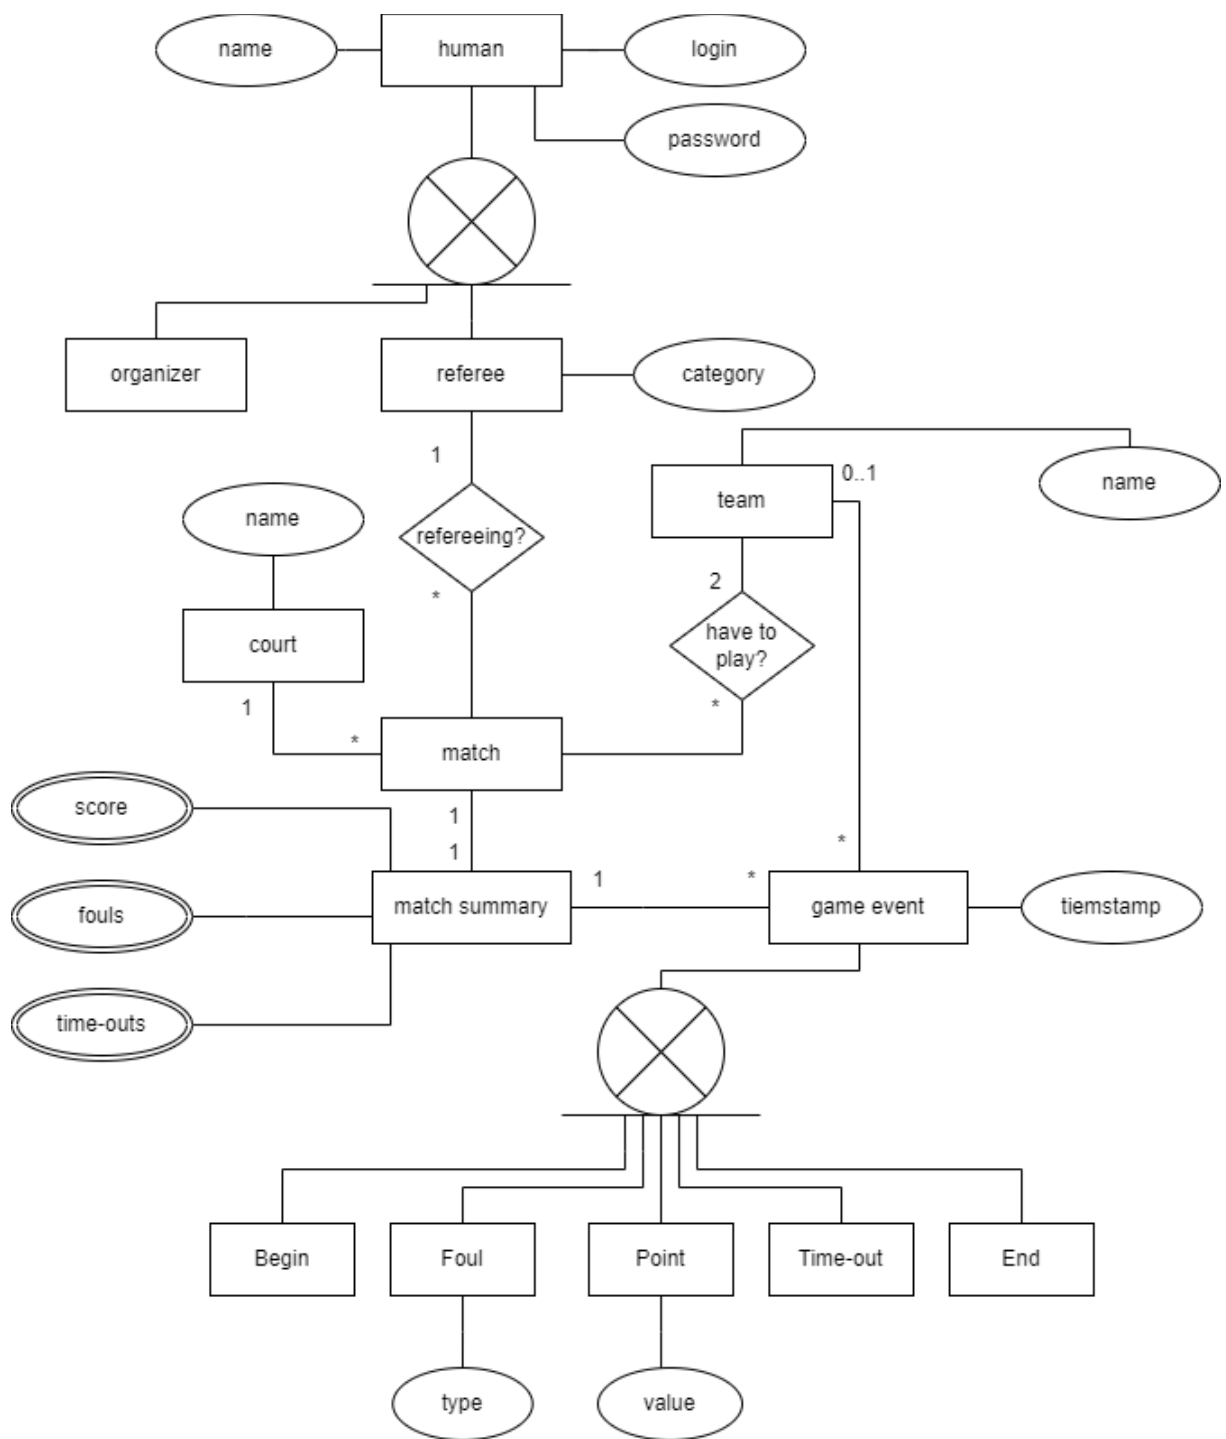 name
human
login
password
organizer
referee
category
1
0..1
team
name
name
refereeing?
2
*
court
have to
play?
1
*
*
match
score
1
1
*
fouls
match summary
1
*
game event
tiemstamp
time-outs
Begin
Foul
Point
Time-out
End
type
value